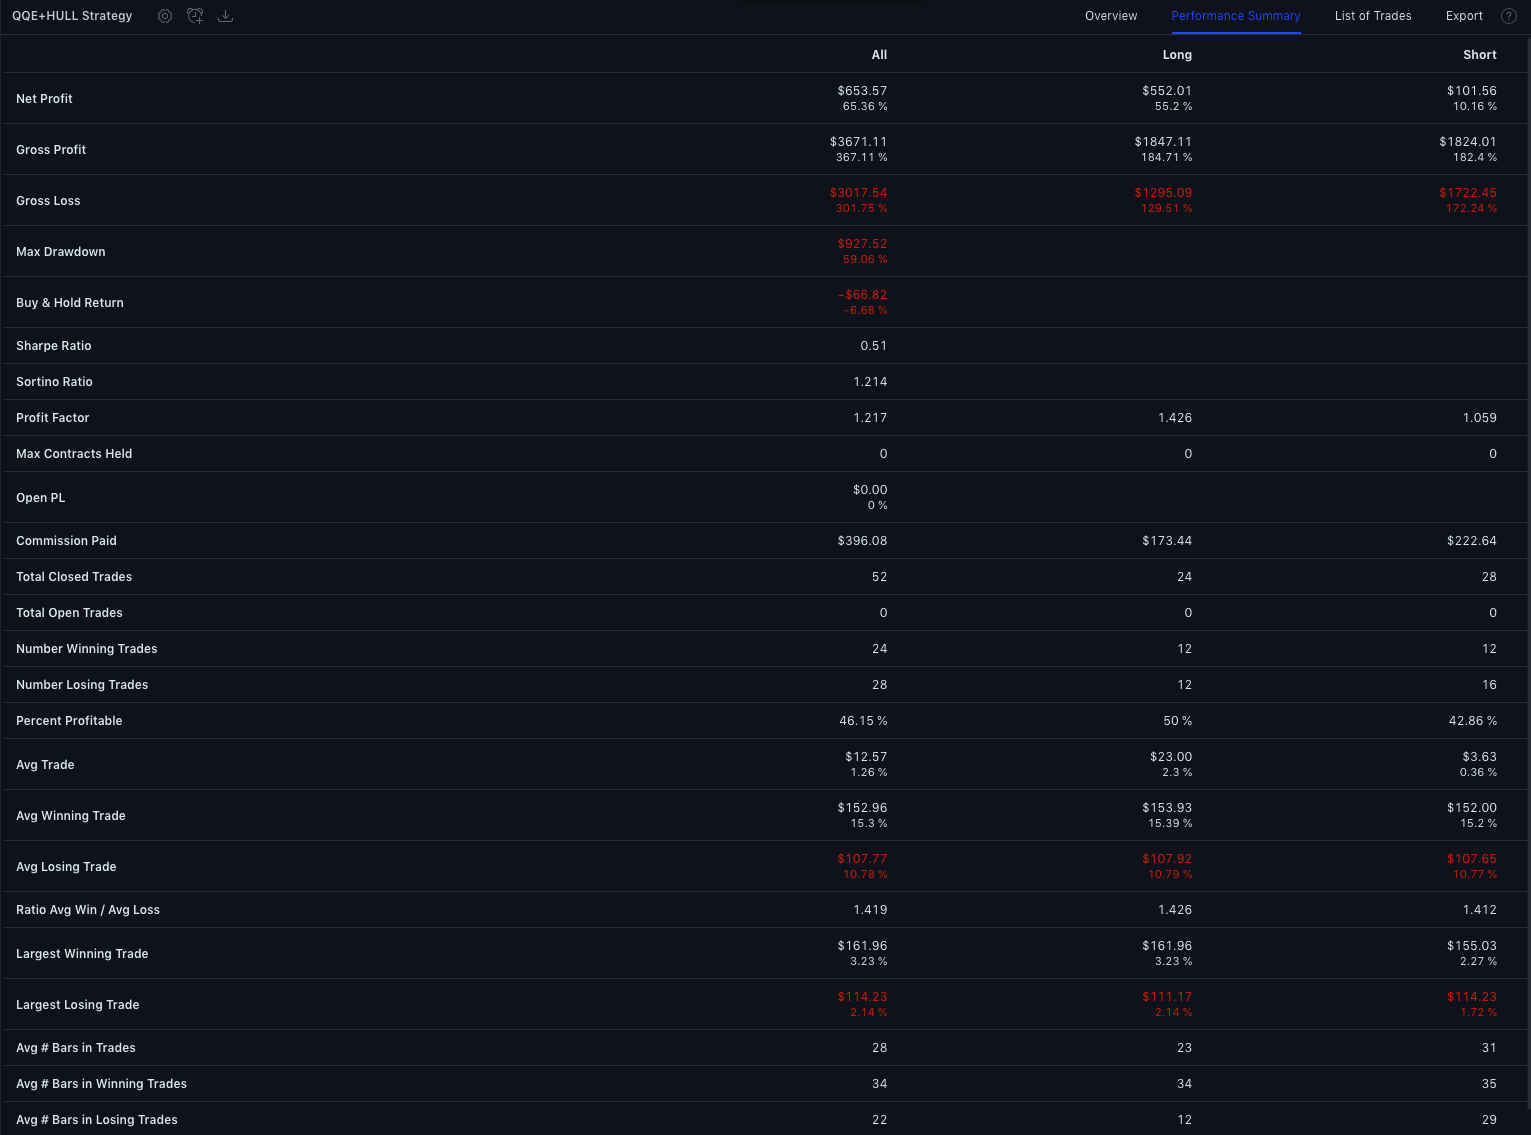 QQE+HULL Strategy Overview Performance Summary List of Trades Export ?
All Long Short
Net Profit $653.57 $552.01 $101.56
65.36 % 55.2 % 10.16 %
Gross Profit $3671.11 $1847.11 $1824.01
367.11 % 184.71 % 182.4 %
Gross Loss $3017.54 $1295.09 $1722.45
301.75 % 129.51 % 172.24 %
Max Drawdown $927.52
59.06 %
Buy & Hold Return −$66.82
−6.68 %
Sharpe Ratio 0.51
Sortino Ratio 1.214
Profit Factor 1.217 1.426 1.059
Max Contracts Held 0 0 0
Open PL $0.00
0 %
Commission Paid $396.08 $173.44 $222.64
Total Closed Trades 52 24 28
Total Open Trades 0 0 0
Number Winning Trades 24 12 12
Number Losing Trades 28 12 16
Percent Profitable 46.15 % 50 % 42.86 %
Avg Trade $12.57 $23.00 $3.63
1.26 % 2.3 % 0.36 %
Avg Winning Trade $152.96 $153.93 $152.00
15.3 % 15.39 % 15.2 %
Avg Losing Trade $107.77 $107.92 $107.65
10.78 % 10.79 % 10.77 %
Ratio Avg Win / Avg Loss 1.419 1.426 1.412
Largest Winning Trade $161.96 $161.96 $155.03
3.23 % 3.23 % 2.27 %
Largest Losing Trade $114.23 $111.17 $114.23
2.14 % 2.14 % 1.72 %
Avg # Bars in Trades 28 23 31
Avg # Bars in Winning Trades 34 34 35
Avg # Bars in Losing Trades 22 12 29